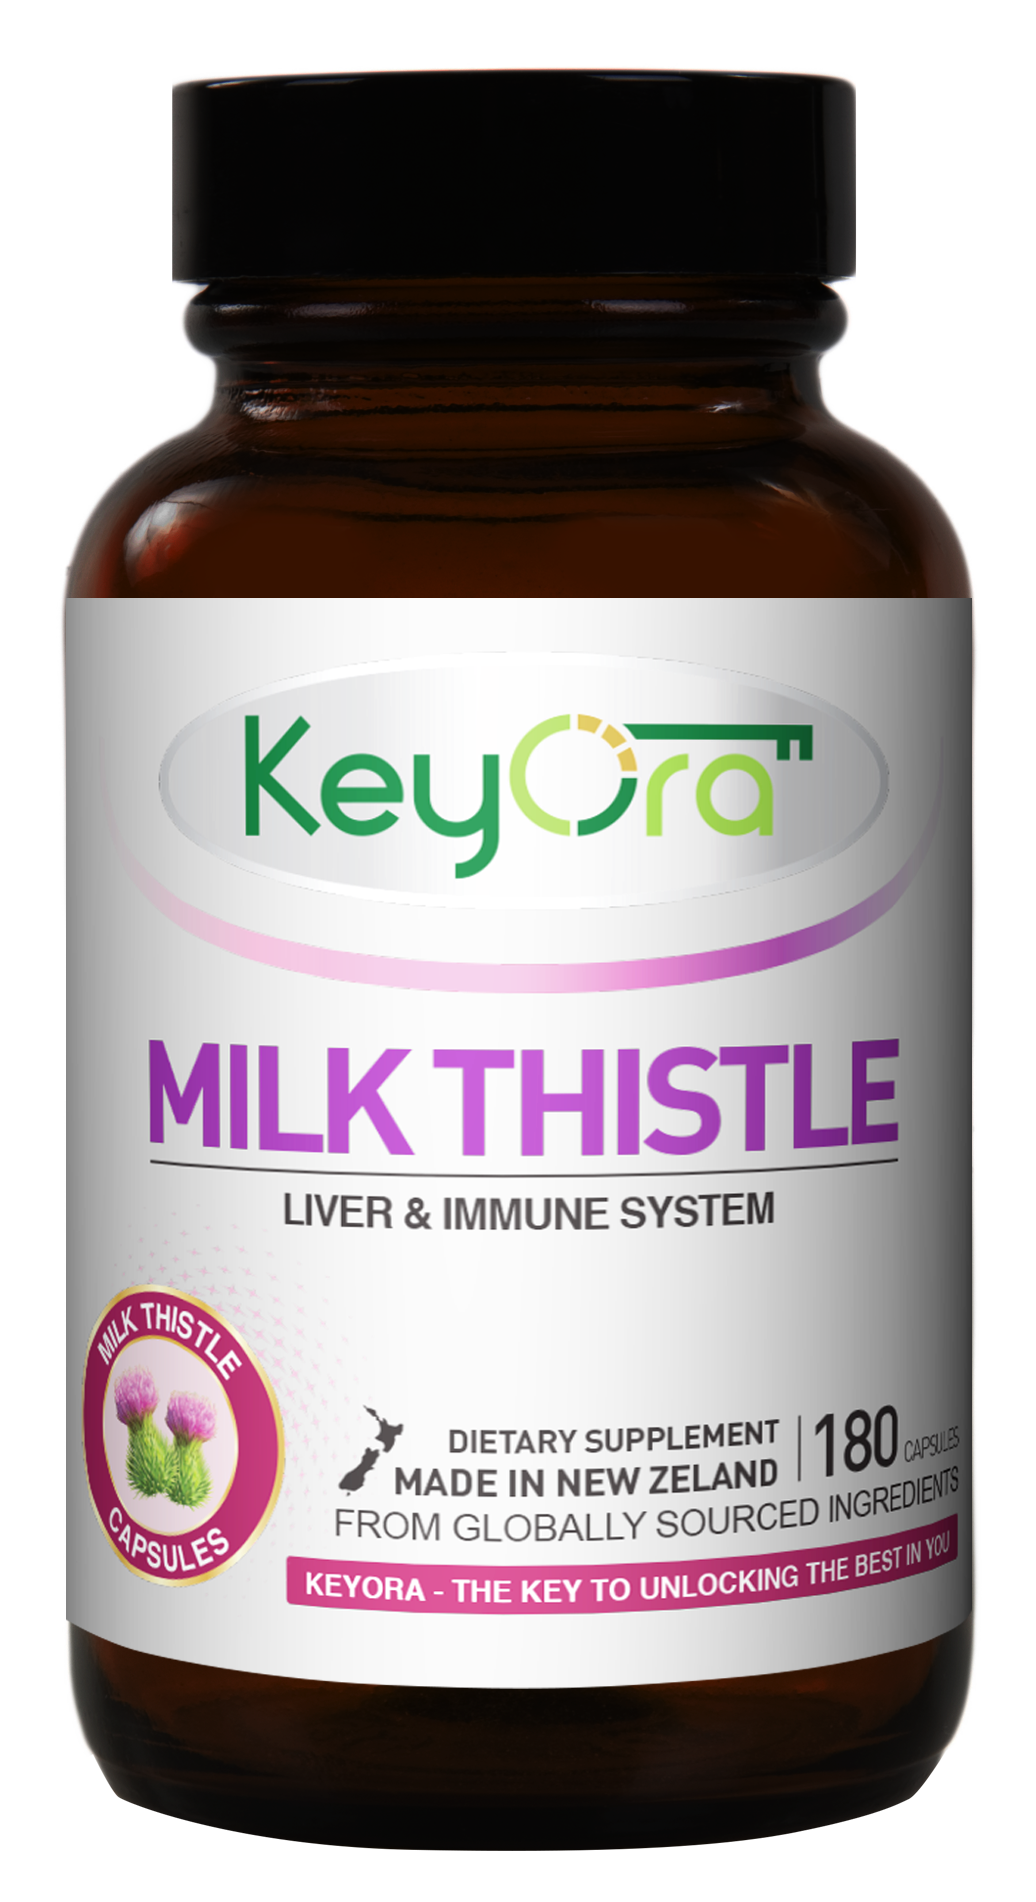 KeyOra
MILK THISTLE
LIVER & IMMUNE SYSTEM
MILK THISTLE
CAPSULES
DIETARY SUPPLEMENT
MADE IN NEW ZELAND
180 CAPSULES
FROM GLOBALLY SOURCED INGREDIENTS
KEYORA - THE KEY TO UNLOCKING THE BEST IN YOU